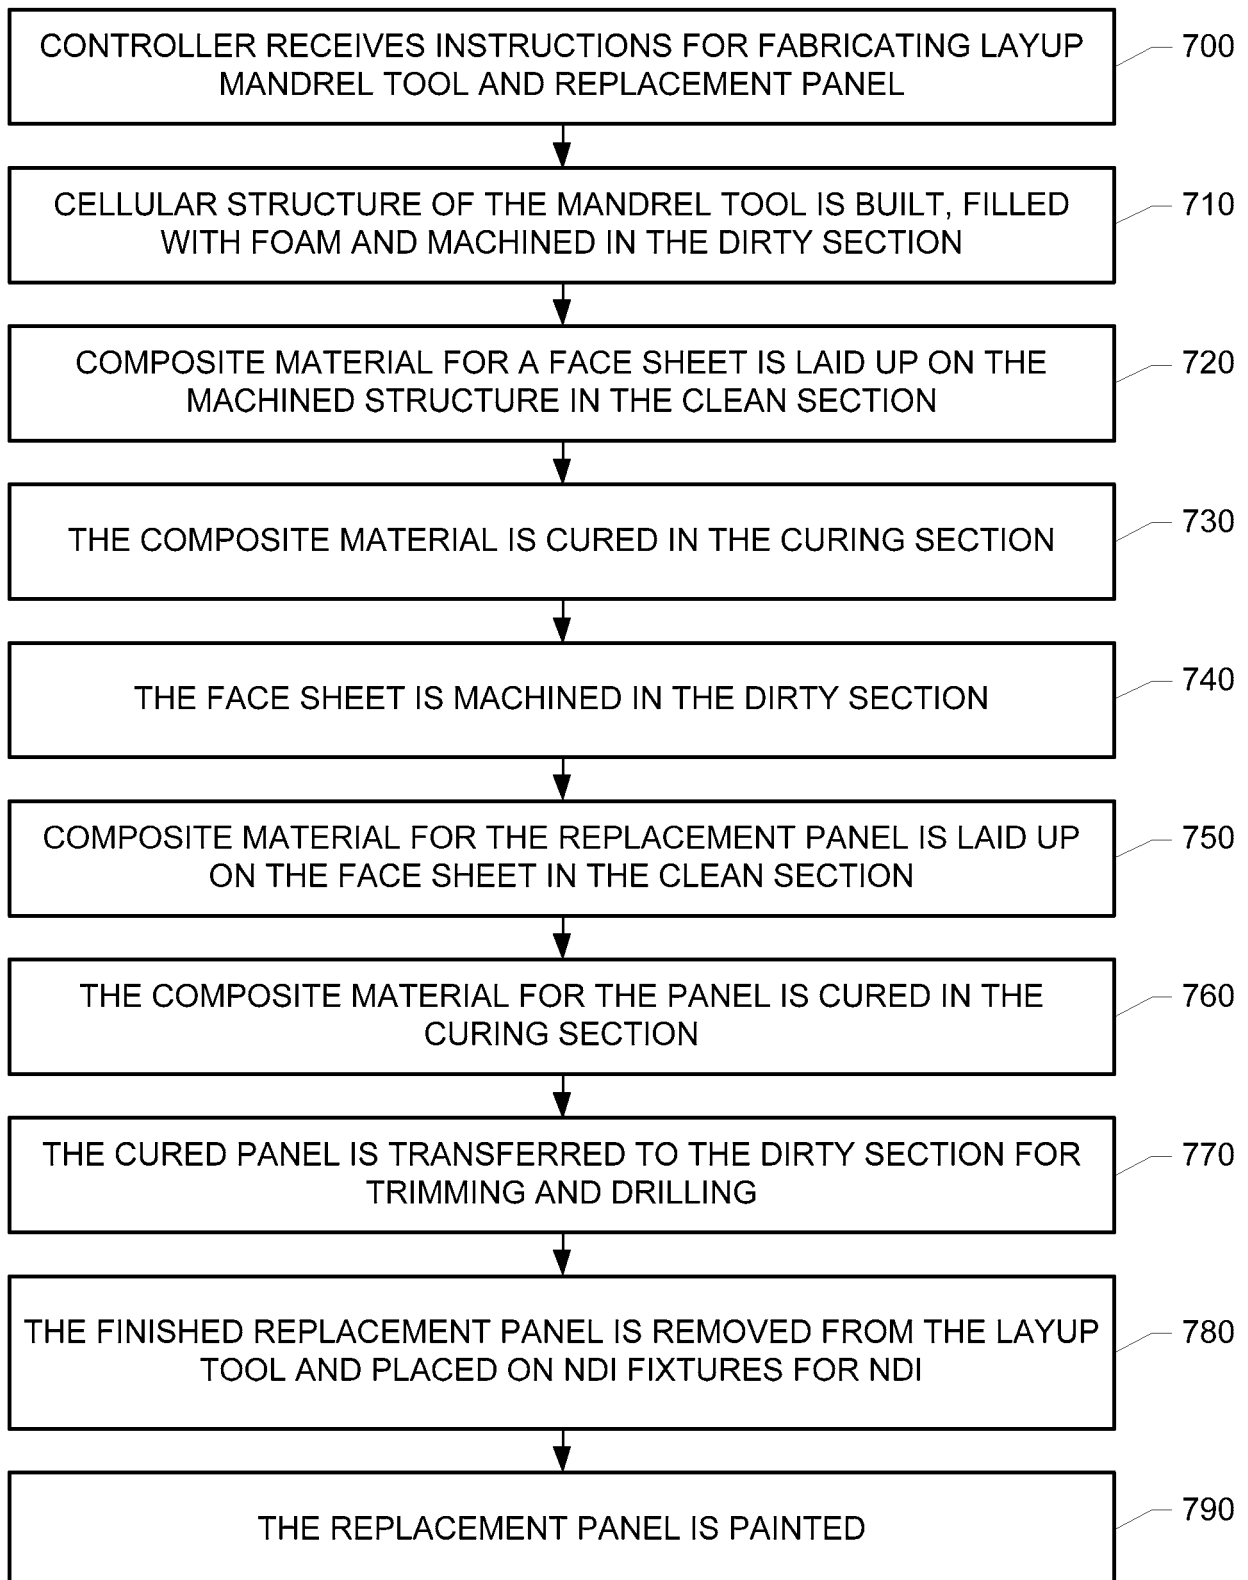 CONTROLLER RECEIVES INSTRUCTIONS FOR FABRICATING LAYUP
MANDREL TOOL AND REPLACEMENT PANEL
700
CELLULAR STRUCTURE OF THE MANDREL TOOL IS BUILT, FILLED
WITH FOAM AND MACHINED IN THE DIRTY SECTION
710
COMPOSITE MATERIAL FOR A FACE SHEET IS LAID UP ON THE
MACHINED STRUCTURE IN THE CLEAN SECTION
720
THE COMPOSITE MATERIAL IS CURED IN THE CURING SECTION
730
THE FACE SHEET IS MACHINED IN THE DIRTY SECTION
740
COMPOSITE MATERIAL FOR THE REPLACEMENT PANEL IS LAID UP
ON THE FACE SHEET IN THE CLEAN SECTION
750
THE COMPOSITE MATERIAL FOR THE PANEL IS CURED IN THE
CURING SECTION
760
THE CURED PANEL IS TRANSFERRED TO THE DIRTY SECTION FOR
TRIMMING AND DRILLING
770
THE FINISHED REPLACEMENT PANEL IS REMOVED FROM THE LAYUP
TOOL AND PLACED ON NDI FIXTURES FOR NDI
780
THE REPLACEMENT PANEL IS PAINTED
790